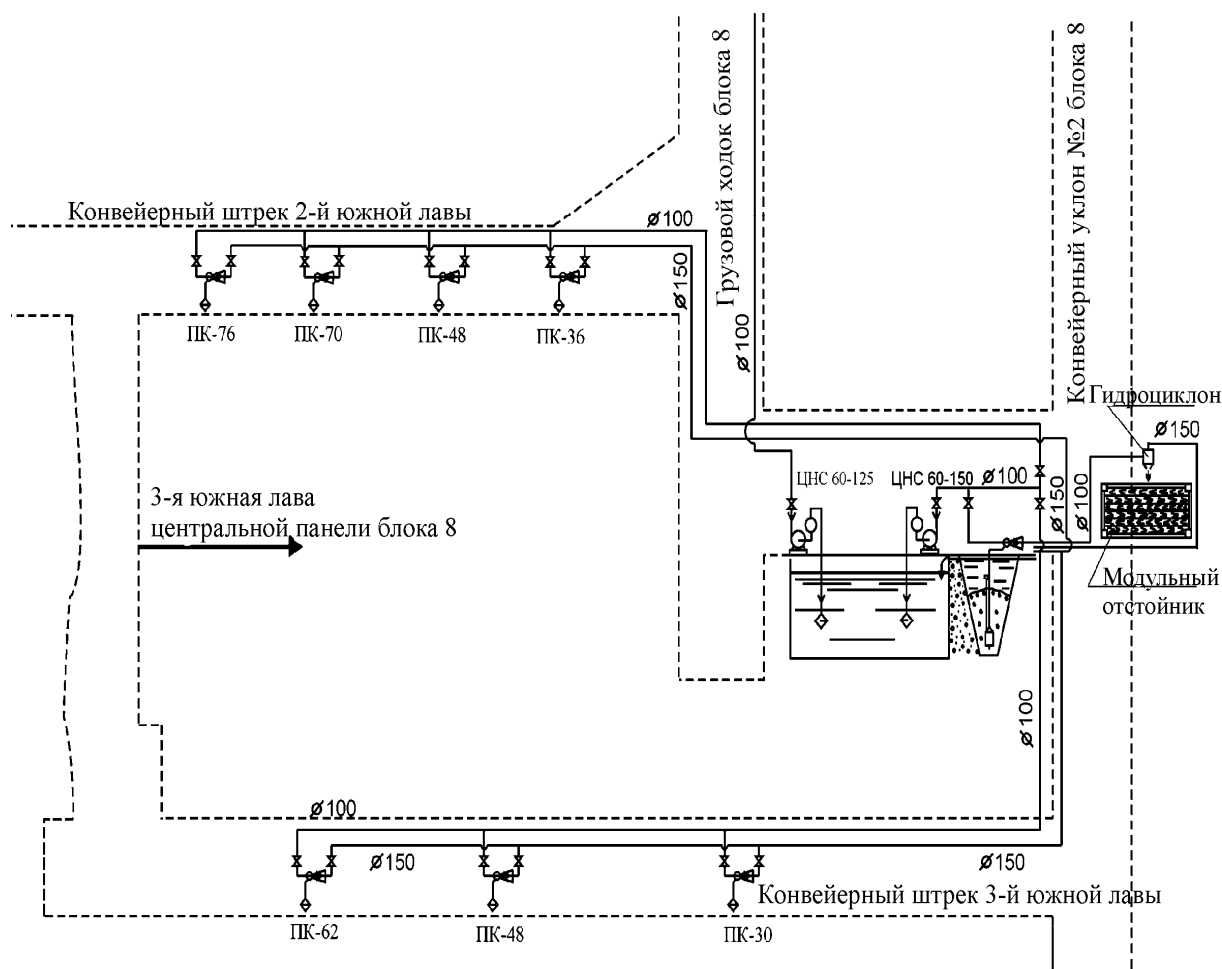 Грузовой ходок блока 8
Конвейерный уклон №2 блока 8
Конвейерный штрек 2-й южной лавы
ø100
ø150
ø100
ПК-76
ПК-70
ПК-48
ПК-36
Гидроциклон
ø150
ЦНС 60-125
ЦНС 60-150
ø100
ø150
ø100
3-я южная лава
центральной панели блока 8
Модульный
отстойник
ø100
ø100
ø150
ø150
Конвейерный штрек 3-й южной лавы
ПК-62
ПК-48
ПК-30